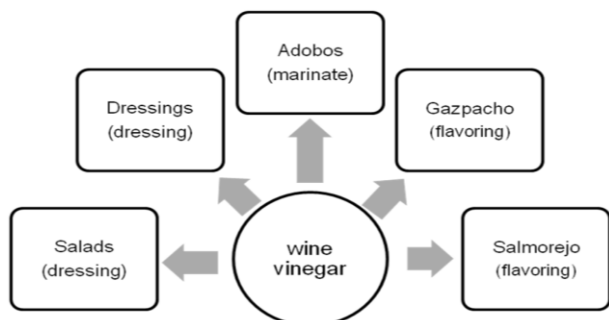 Adobos
(marinate)
Dressings
(dressing)
Gazpacho
(flavoring)
Salads
(dressing)
wine
vinegar
Salmorejo
(flavoring)